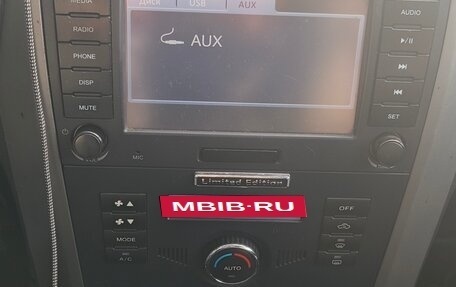 Диск USB AUX
MEDIA
RADIO
PHONE
DISP
MUTE
AUX
AUDIO
SET
MIC
Limited Edition
MBIB-RU
MODE
A/C
OFF
AUTO